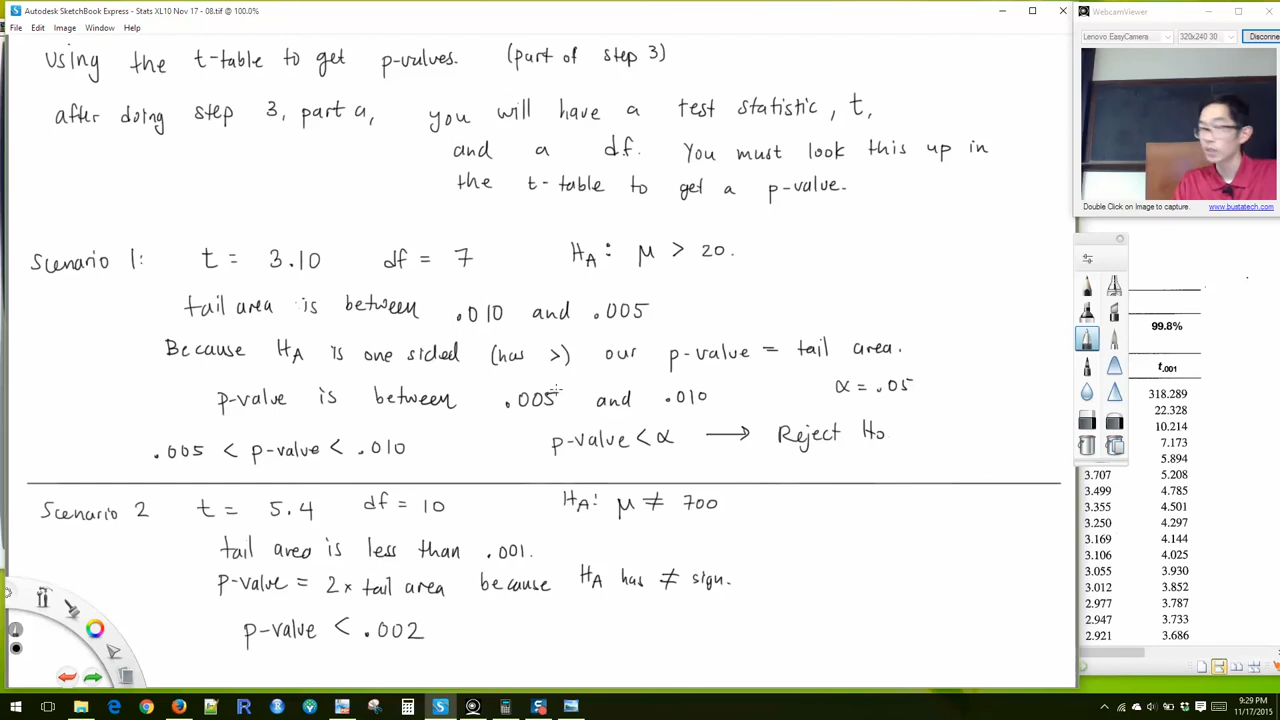 Autodesk SketchBook Express - Stats XL10 Nov 17 - 08.tif @ 100.0%
File Edit Image Window Help
using the t-table to get p-values. (part of step 3)
after doing step 3, part a, you will have a test statistic, t,
and a df. You must look this up in
the t-table to get a p-value.
Scenario 1: t = 3.10 df = 7 HA: μ > 20.
tail area is between .010 and .005
Because HA is one sided (has >) our p-value = tail area.
p-value is between .005 and .010 α = .05
.005 < p-value < .010 p-value < α → Reject Ho
Scenario 2 t = 5.4 df = 10 HA: μ ≠ 700
tail area is less than .001.
p-value = 2x tail area because HA has ≠ sign.
p-value < .002
WebcamViewer
Lenovo EasyCamera 320x240 30 Disconne
Double Click on Image to capture. www.bustatech.com
99.8%
t.001
318.289
22.328
10.214
7.173
5.894
3.707 5.208
3.499 4.785
3.355 4.501
3.250 4.297
3.169 4.144
3.106 4.025
3.055 3.930
3.012 3.852
2.977 3.787
2.947 3.733
2.921 3.686
9:29 PM
11/17/2015